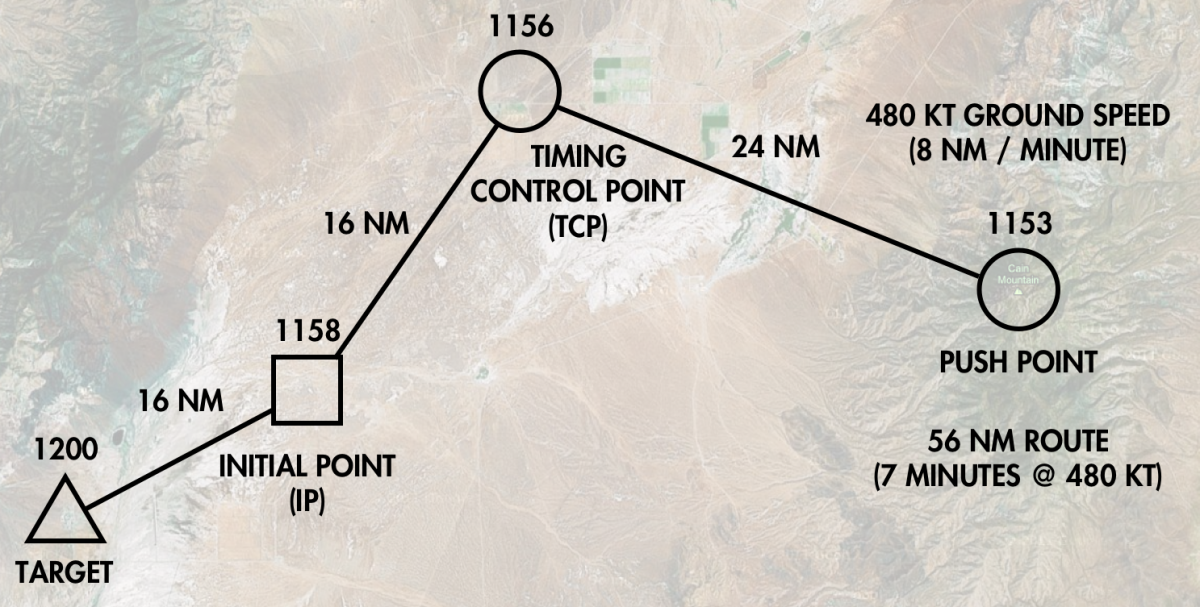 1156
480 KT GROUND SPEED
(8 NM / MINUTE)
24 NM
TIMING
CONTROL POINT
(TCP)
16 NM
1153
Cain
Mountain
PUSH POINT
1158
16 NM
INITIAL POINT
(IP)
56 NM ROUTE
(7 MINUTES @ 480 KT)
1200
TARGET